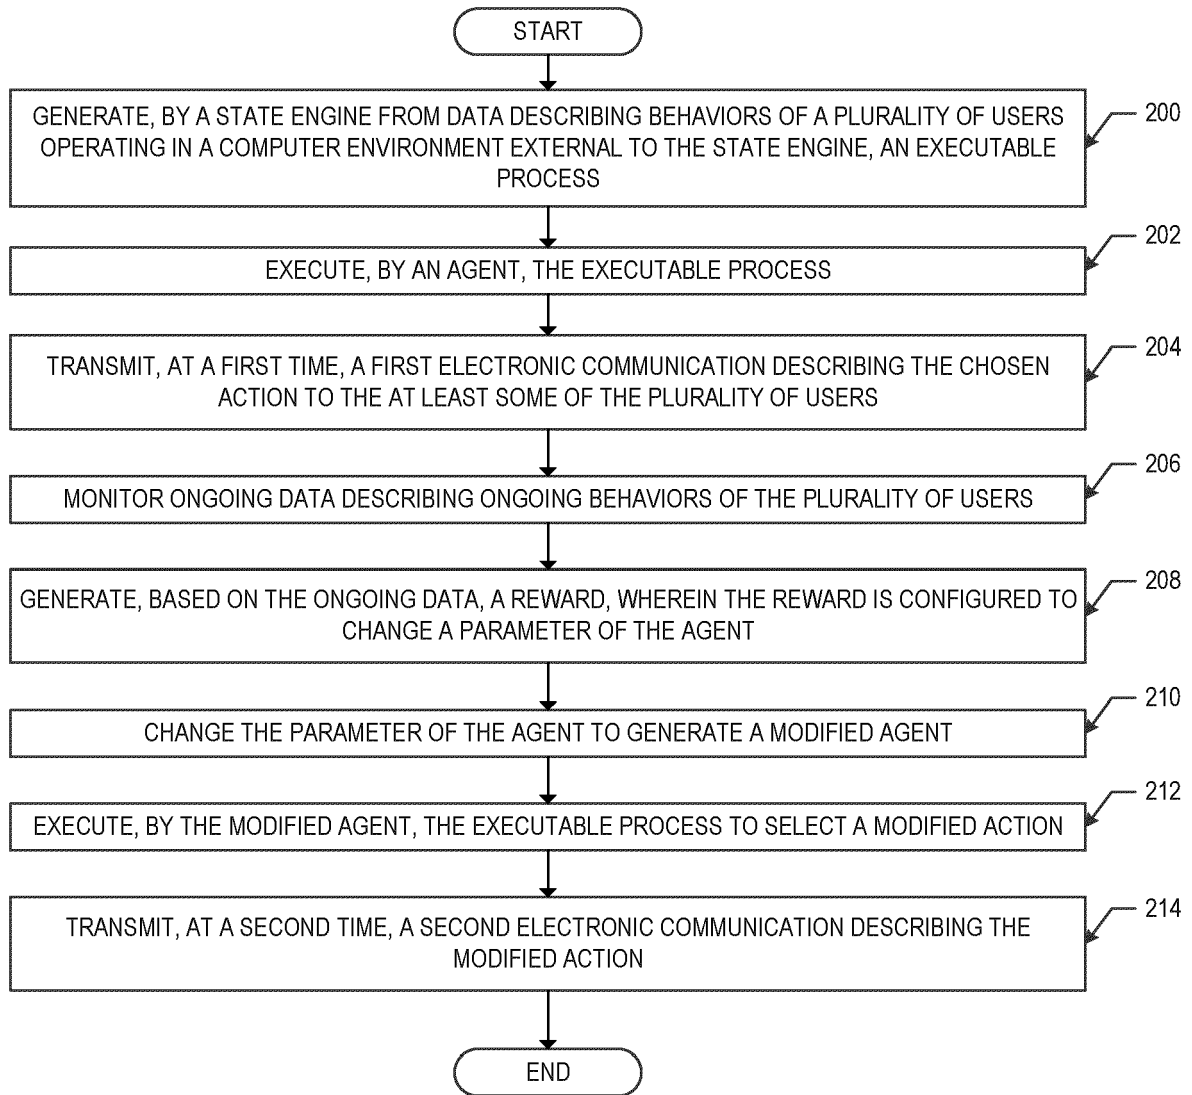 START
GENERATE, BY A STATE ENGINE FROM DATA DESCRIBING BEHAVIORS OF A PLURALITY OF USERS
OPERATING IN A COMPUTER ENVIRONMENT EXTERNAL TO THE STATE ENGINE, AN EXECUTABLE
PROCESS
200
EXECUTE, BY AN AGENT, THE EXECUTABLE PROCESS
202
TRANSMIT, AT A FIRST TIME, A FIRST ELECTRONIC COMMUNICATION DESCRIBING THE CHOSEN
ACTION TO THE AT LEAST SOME OF THE PLURALITY OF USERS
204
MONITOR ONGOING DATA DESCRIBING ONGOING BEHAVIORS OF THE PLURALITY OF USERS
206
GENERATE, BASED ON THE ONGOING DATA, A REWARD, WHEREIN THE REWARD IS CONFIGURED TO
CHANGE A PARAMETER OF THE AGENT
208
CHANGE THE PARAMETER OF THE AGENT TO GENERATE A MODIFIED AGENT
210
EXECUTE, BY THE MODIFIED AGENT, THE EXECUTABLE PROCESS TO SELECT A MODIFIED ACTION
212
TRANSMIT, AT A SECOND TIME, A SECOND ELECTRONIC COMMUNICATION DESCRIBING THE
MODIFIED ACTION
214
END